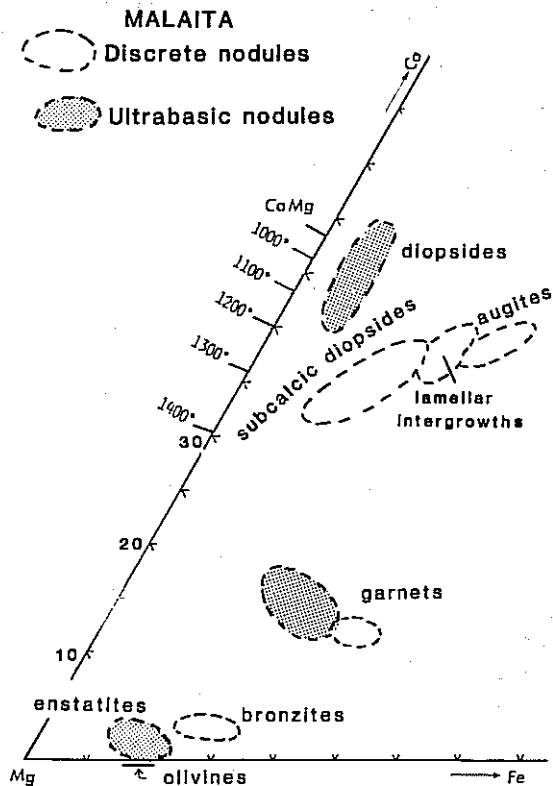 MALAITA
Discrete nodules
Ultrabasic nodules
Ca
CaMg
1000°
1100°
1200°
1300°
1400°
diopsides
augites
subcalcic diopsides
lamellar
intergrowths
30
20
garnets
10
enstatites
bronzites
Mg
olivines
Fe